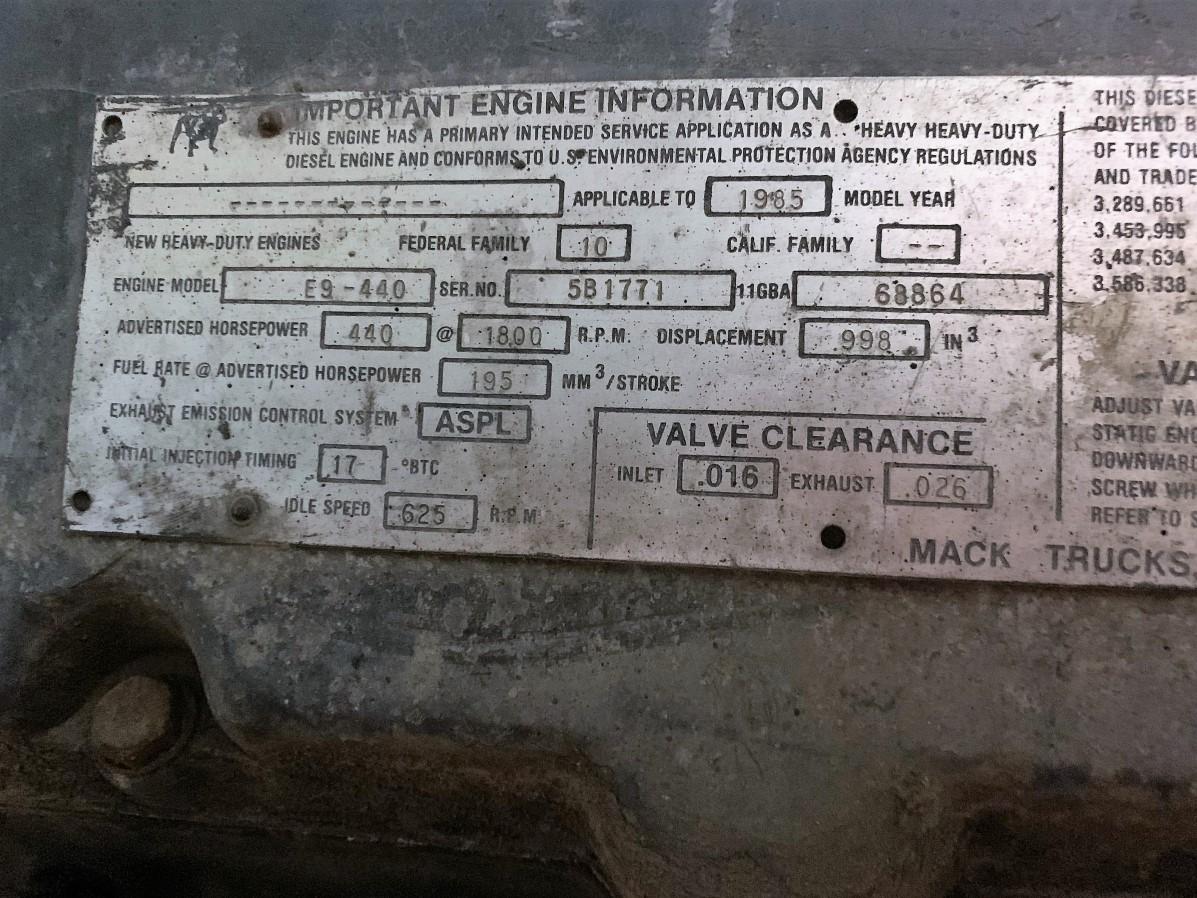 IMPORTANT ENGINE INFORMATION
THIS ENGINE HAS A PRIMARY INTENDED SERVICE APPLICATION AS A HEAVY HEAVY-DUTY
DIESEL ENGINE AND CONFORMS TO U.S. ENVIRONMENTAL PROTECTION AGENCY REGULATIONS
----------- APPLICABLE TO 1985 MODEL YEAR
NEW HEAVY-DUTY ENGINES FEDERAL FAMILY 10 CALIF. FAMILY --
ENGINE MODEL E9-440 SER.NO. 5B1771 11GBA 68864
ADVERTISED HORSEPOWER 440 @ 1800 R.P.M. DISPLACEMENT 998 IN³
FUEL RATE @ ADVERTISED HORSEPOWER 195 MM³/STROKE
EXHAUST EMISSION CONTROL SYSTEM ASPL
INITIAL INJECTION TIMING 17 °BTC
IDLE SPEED 625 R.P.M.
VALVE CLEARANCE
INLET .016 EXHAUST .026
THIS DIESE
COVERED B
OF THE FOL
AND TRADE
3,289,661
3,453,995
3,487,634
3,586,338
VA
ADJUST VA
STATIC ENG
DOWNWARD
SCREW WH
REFER TO S
MACK TRUCKS,